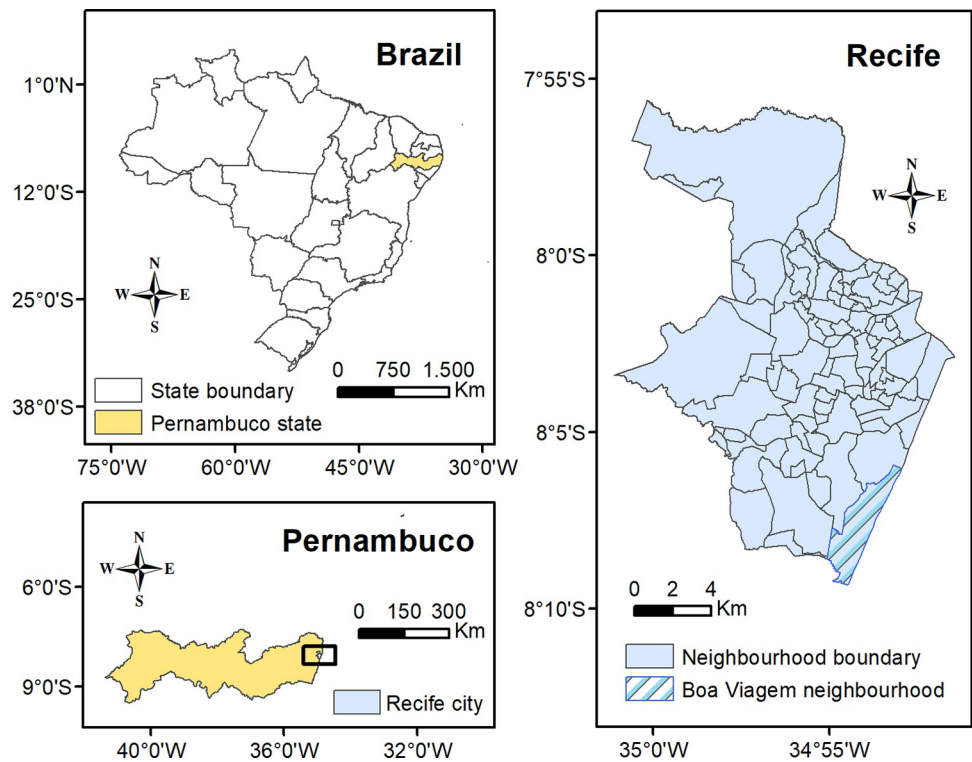 Brazil
1°0'N
12°0'S
25°0'S
38°0'S
N
W E
S
0 750 1.500
Km
State boundary
Pernambuco state
75°0'W 60°0'W 45°0'W 30°0'W
Pernambuco
N
W E
S
6°0'S
9°0'S
0 150 300
Km
Recife city
40°0'W 36°0'W 32°0'W
Recife
7°55'S
8°0'S
8°5'S
8°10'S
N
W E
S
0 2 4
Km
Neighbourhood boundary
Boa Viagem neighbourhood
35°0'W 34°55'W